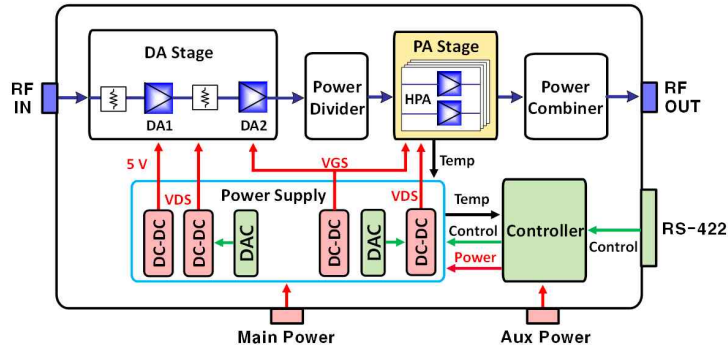 DA Stage
PA Stage
RF
IN
DA1
DA2
Power
Divider
HPA
Power
Combiner
RF
OUT
5 V
VGS
Temp
VDS
Power Supply
VDS
DC-DC
DC-DC
DAC
DC-DC
DAC
DC-DC
Temp
Control
Power
Controller
Control
RS-422
Main Power
Aux Power